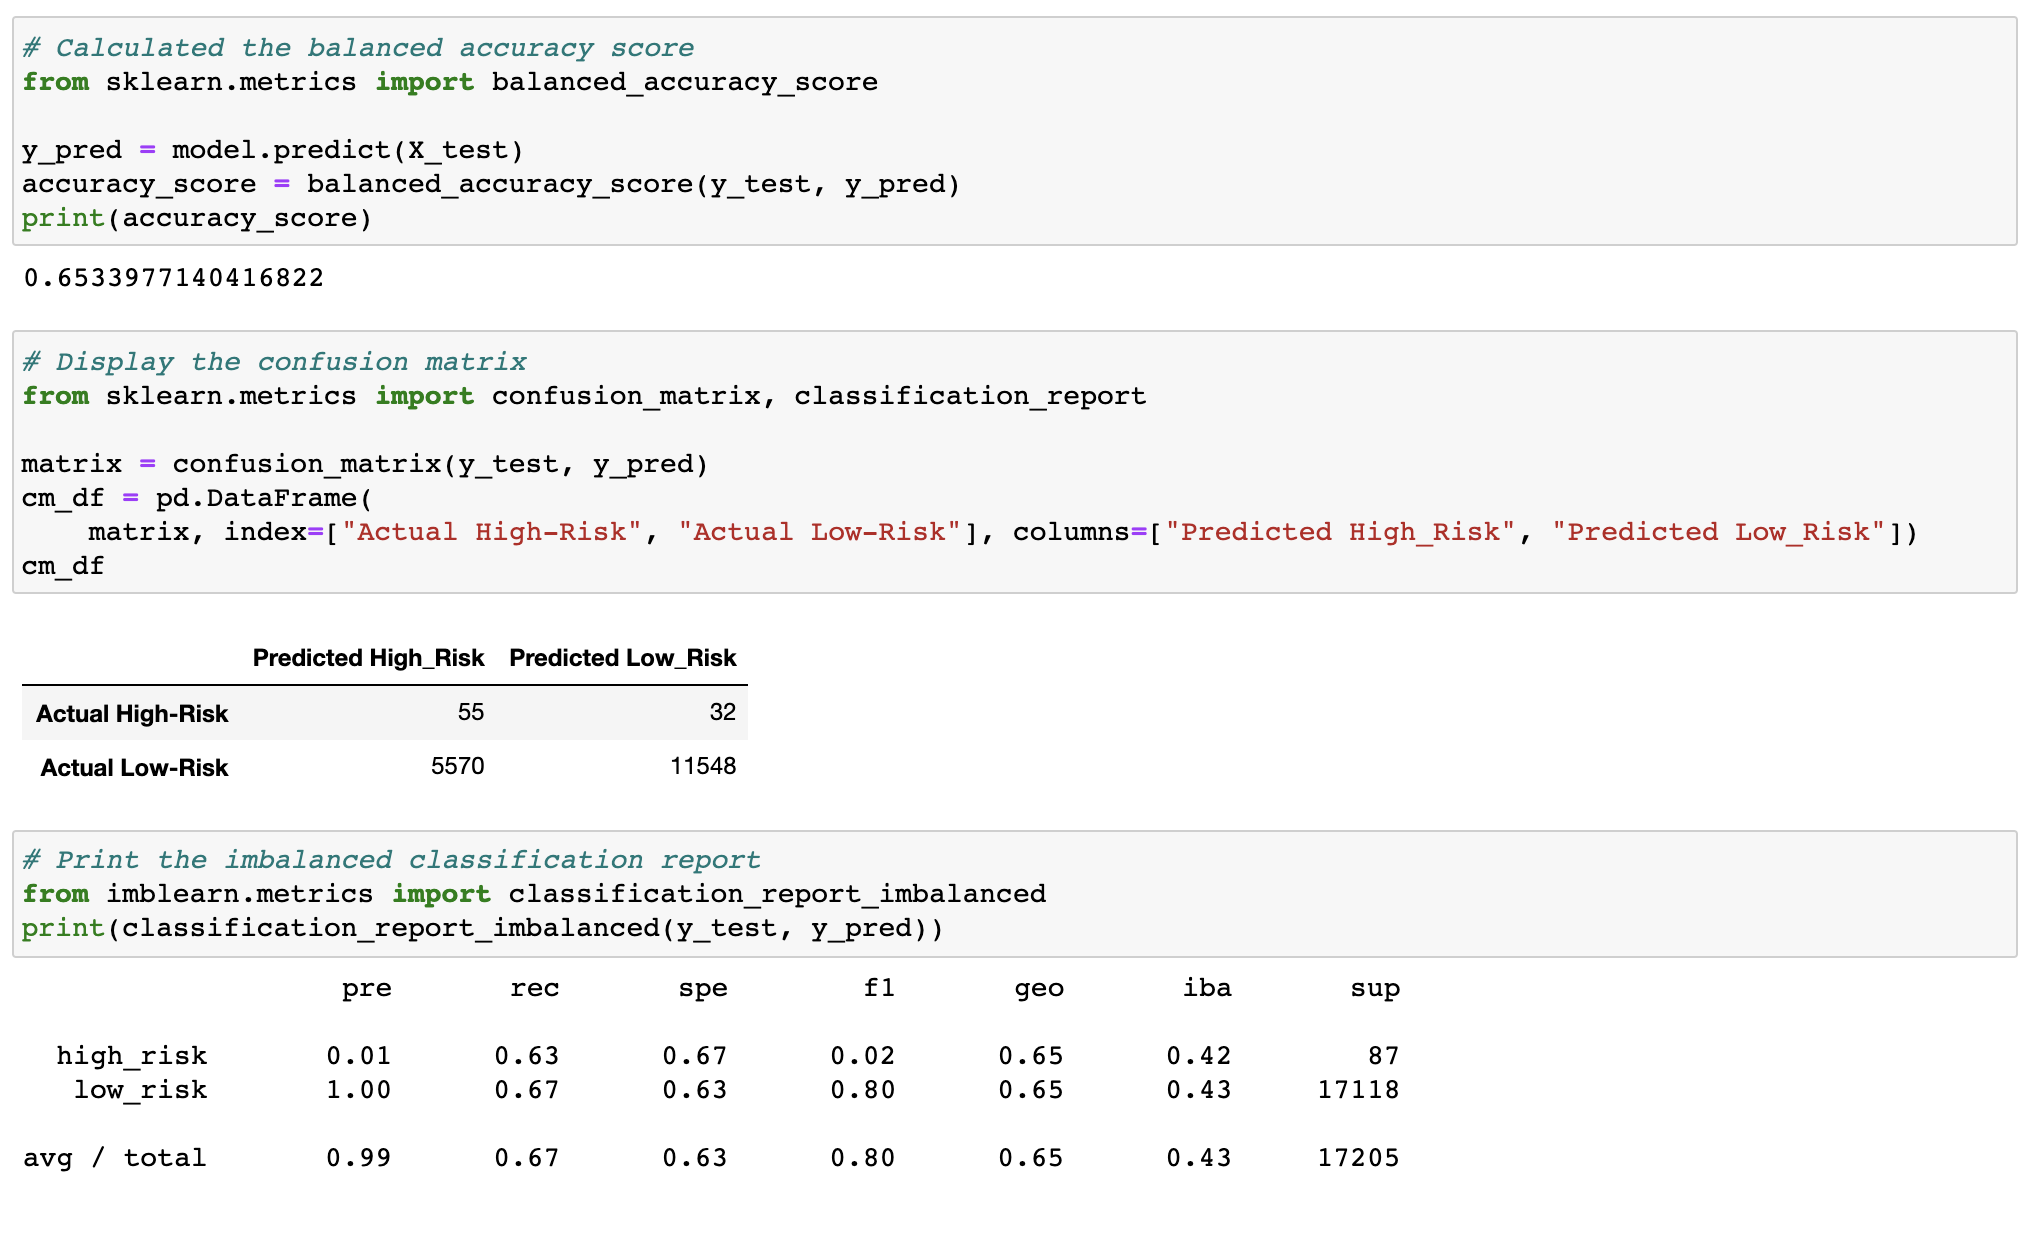 # Calculated the balanced accuracy score
from sklearn.metrics import balanced_accuracy_score
y_pred = model.predict(X_test)
accuracy_score = balanced_accuracy_score(y_test, y_pred)
print(accuracy_score)
0.6533977140416822
# Display the confusion matrix
from sklearn.metrics import confusion_matrix, classification_report
matrix = confusion_matrix(y_test, y_pred)
cm_df = pd.DataFrame(
    matrix, index=["Actual High-Risk", "Actual Low-Risk"], columns=["Predicted High_Risk", "Predicted Low_Risk"])
cm_df
Predicted High_Risk Predicted Low_Risk
Actual High-Risk 55 32
Actual Low-Risk 5570 11548
# Print the imbalanced classification report
from imblearn.metrics import classification_report_imbalanced
print(classification_report_imbalanced(y_test, y_pred))
pre rec spe f1 geo iba sup
high_risk 0.01 0.63 0.67 0.02 0.65 0.42 87
low_risk 1.00 0.67 0.63 0.80 0.65 0.43 17118
avg / total 0.99 0.67 0.63 0.80 0.65 0.43 17205